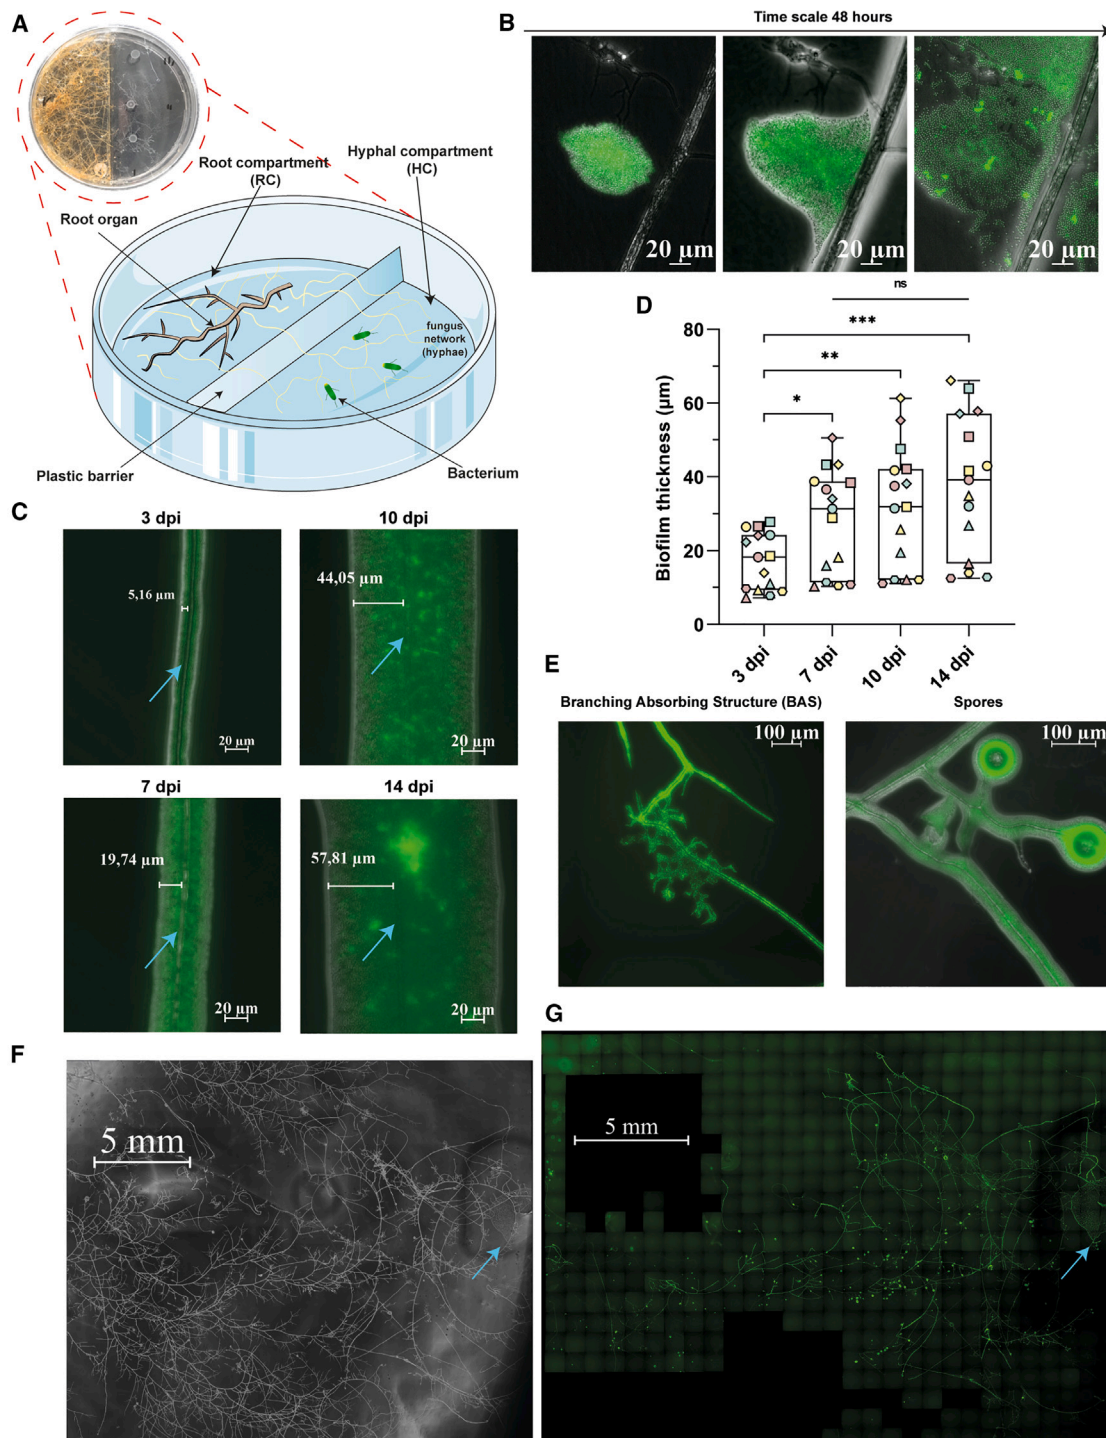 A
Root compartment
(RC)
Hyphal compartment
(HC)
Root organ
fungus
network
(hyphae)
Plastic barrier
Bacterium
B
Time scale 48 hours
20 µm
20 µm
20 µm
C
3 dpi
10 dpi
5,16 µm
44,05 µm
20 µm
20 µm
7 dpi
14 dpi
19,74 µm
57,81 µm
20 µm
20 µm
D
ns
***
**
*
Biofilm thickness (µm)
80
60
40
20
0
3 dpi
7 dpi
10 dpi
14 dpi
E
Branching Absorbing Structure (BAS)
Spores
100 µm
100 µm
F
5 mm
G
5 mm